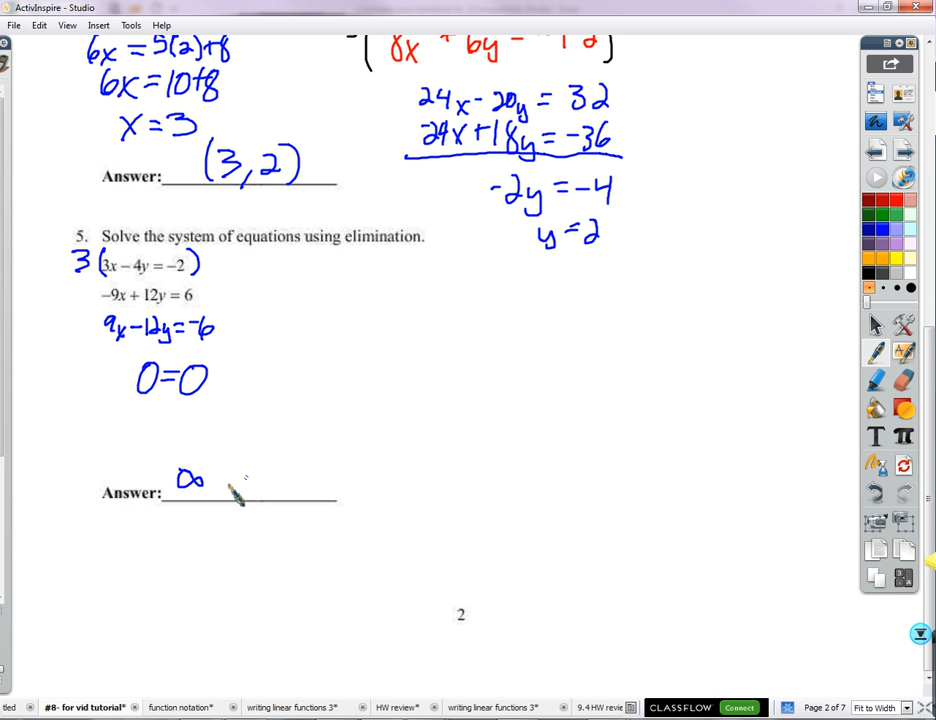 ActivInspire - Studio
File Edit View Insert Tools Help
6x = 5(2)+8
6x = 10+8
x = 3
(3, 2)
Answer:
8x + 6y = -12
24x - 20y = 32
-24x + 18y = -36
-2y = -4
y = 2
5. Solve the system of equations using elimination.
3 ( 3x – 4y = –2 )
–9x + 12y = 6
9x - 12y = -6
0 = 0
Answer: ∞
2
tled #8- for vid tutorial* function notation* writing linear functions 3* HW review* writing linear functions 3* 9.4 HW revie CLASSFLOW Connect Page 2 of 7 Fit to Width